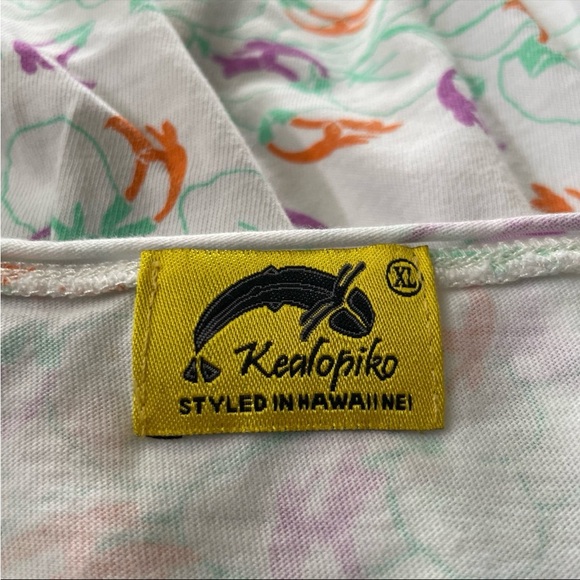 XL
Kealopiko
STYLED IN HAWAII NEI